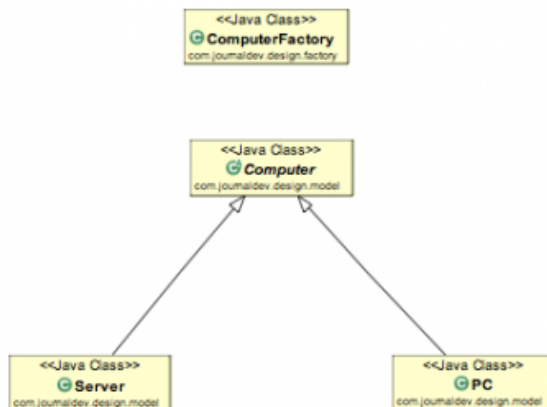 <<Java Class>>
ComputerFactory
com.journaldev.design.factory
<<Java Class>>
Computer
com.journaldev.design.model
<<Java Class>>
Server
com.journaldev.design.model
<<Java Class>>
PC
com.journaldev.design.model